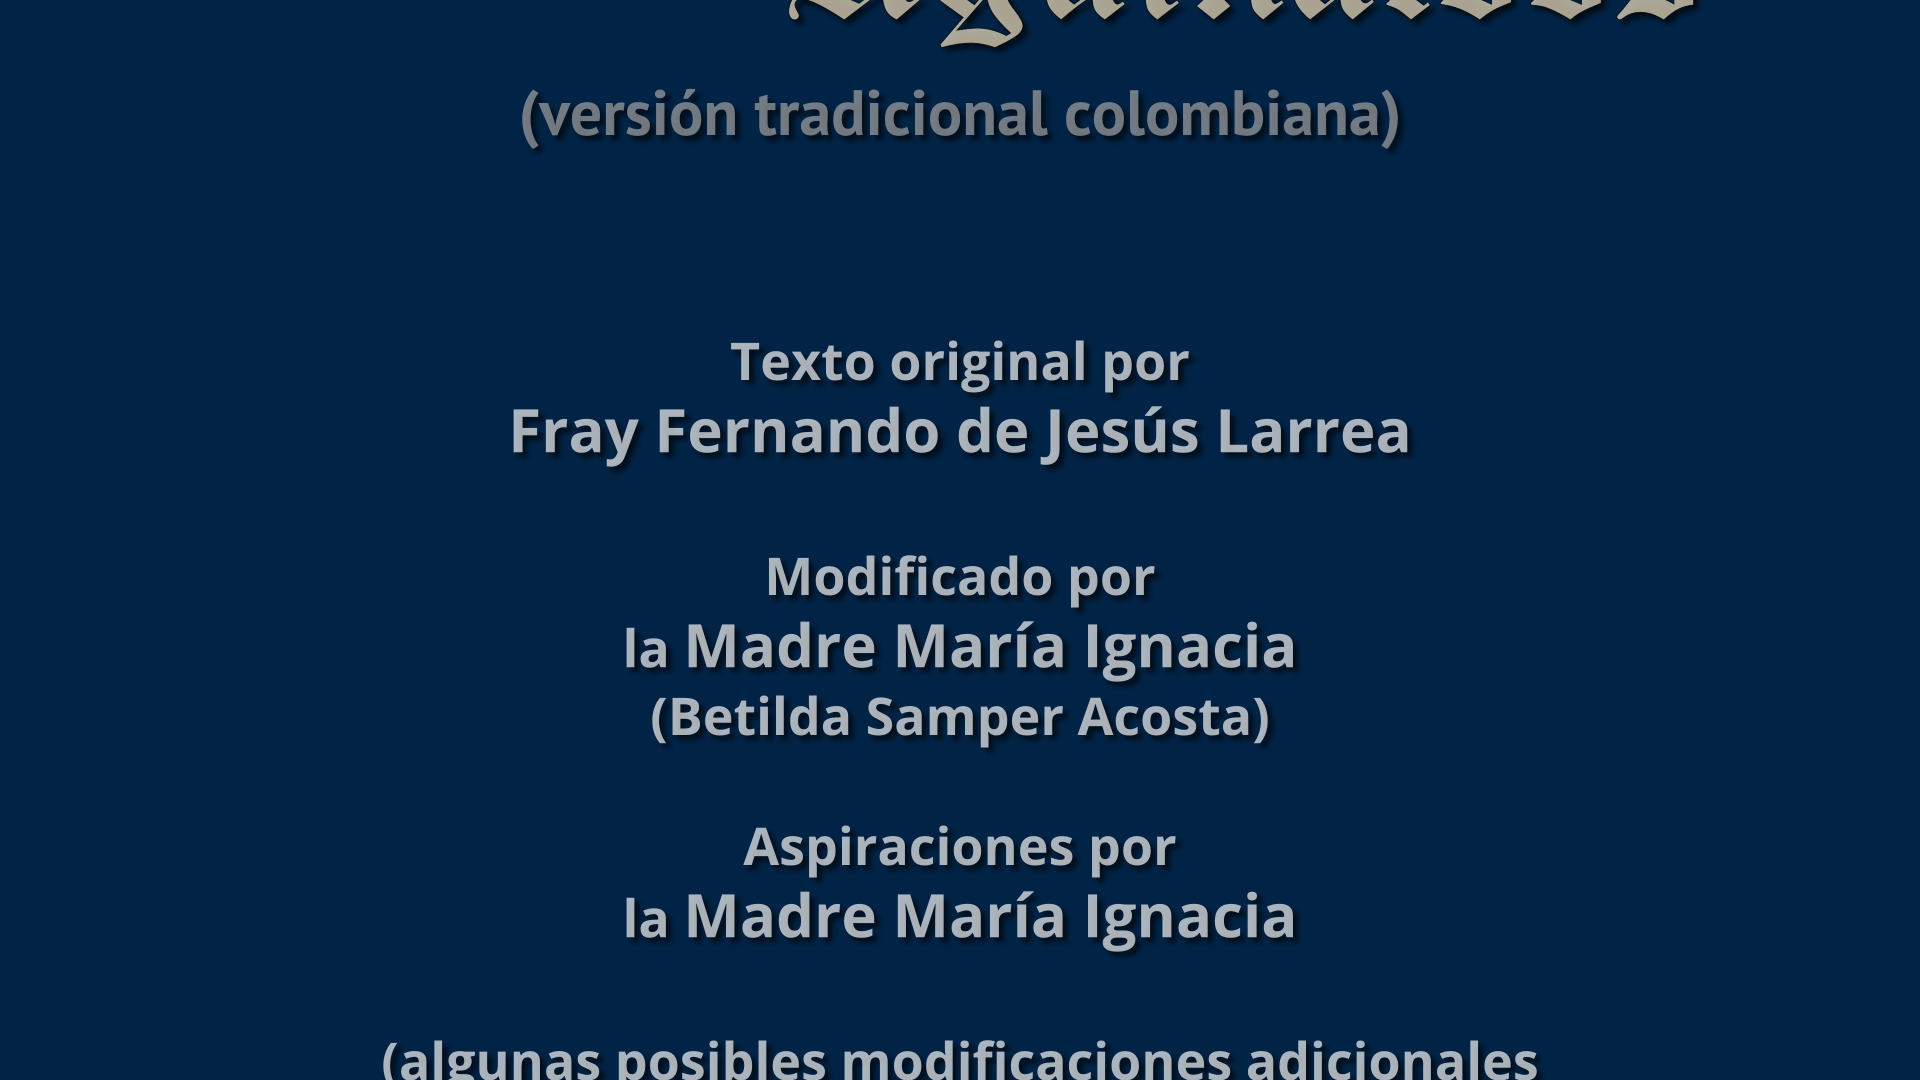 (versión tradicional colombiana)
Texto original por
Fray Fernando de Jesús Larrea
Modificado por
la Madre María Ignacia
(Betilda Samper Acosta)
Aspiraciones por
la Madre María Ignacia
(algunas posibles modificaciones adicionales